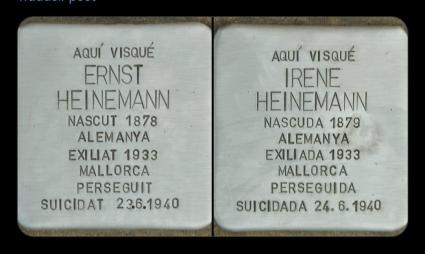 AQUÍ VISQUÉ
ERNST
HEINEMANN
NASCUT 1878
ALEMANYA
EXILIAT 1933
MALLORCA
PERSEGUIT
SUICIDAT 23.6.1940
AQUÍ VISQUÉ
IRENE
HEINEMANN
NASCUDA 1879
ALEMANYA
EXILIADA 1933
MALLORCA
PERSEGUIDA
SUICIDADA 24.6.1940